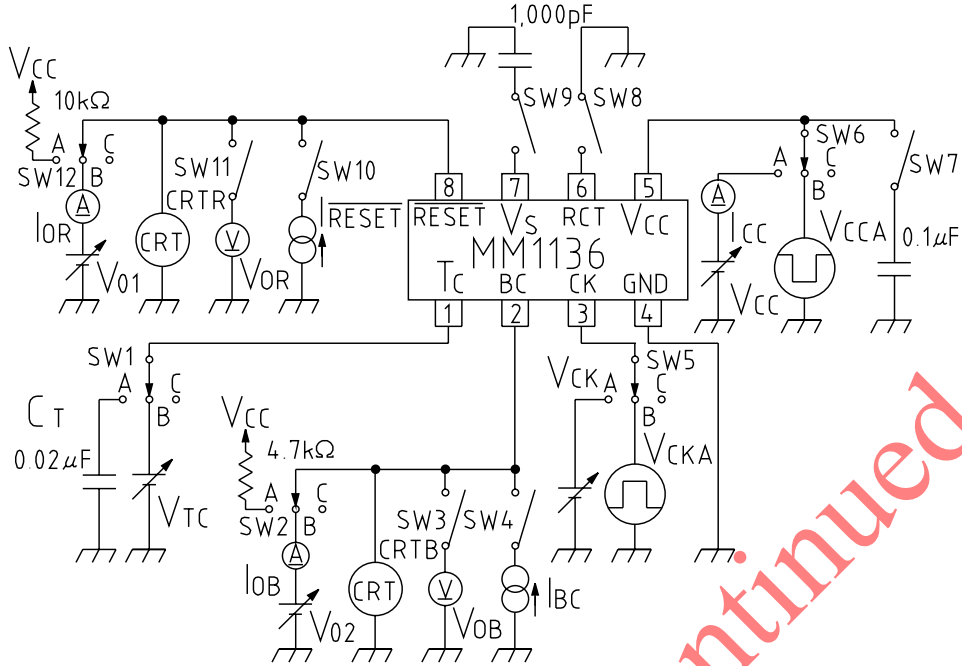 1,000pF
VCC
10kΩ
A
C
SW12
B
A
IOR
VO1
CRT
SW11
CRTR
V
VOR
SW10
IRESET
SW9
SW8
8
7
6
5
RESET
VS
RCT
VCC
MM1136
TC
BC
CK
GND
1
2
3
4
SW6
A
C
B
SW7
A
ICC
VCC
VCCA
0.1μF
SW1
A
C
B
CT
0.02μF
VTC
VCC
4.7kΩ
A
C
SW2
B
A
IOB
VO2
CRT
SW3
CRTB
V
VOB
SW4
IBC
SW5
VCK
A
C
B
VCKA
ntinued